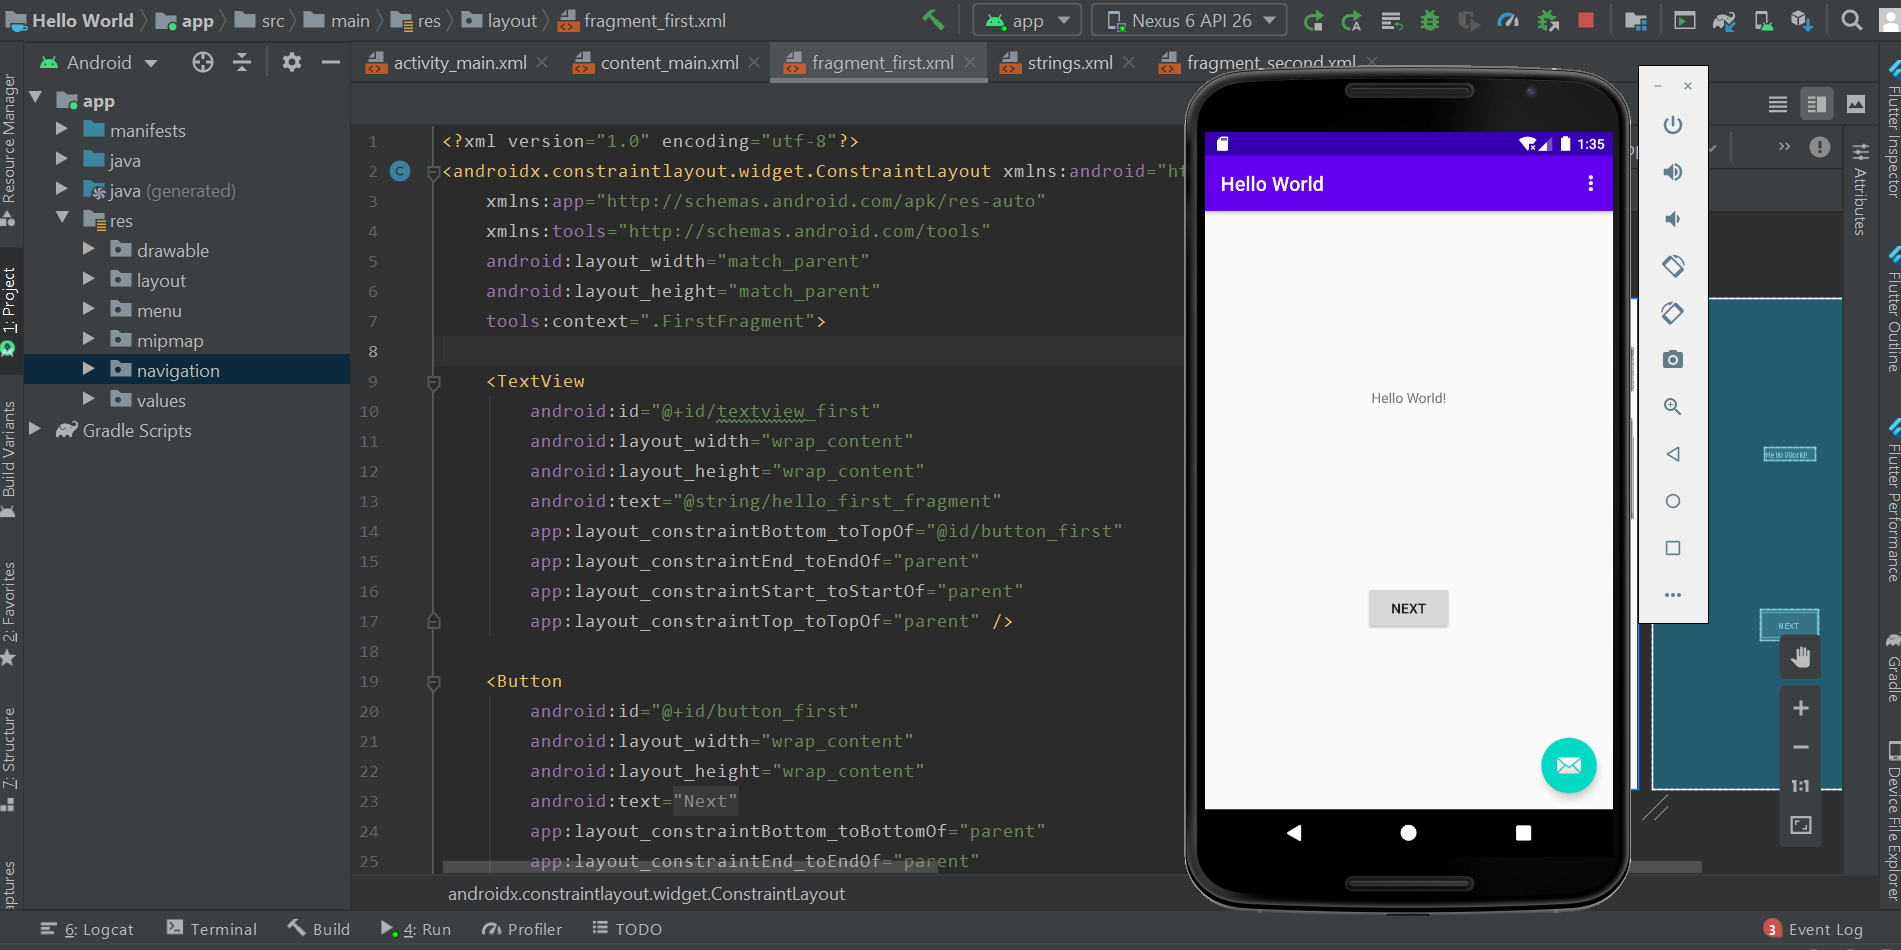 Hello World app src main res layout fragment_first.xml
app Nexus 6 API 26
Android
activity_main.xml content_main.xml fragment_first.xml strings.xml fragment_second.xml
Resource Manager
1: Project
Build Variants
2: Favorites
7: Structure
app
manifests
java
java (generated)
res
drawable
layout
menu
mipmap
navigation
values
Gradle Scripts
1 <?xml version="1.0" encoding="utf-8"?>
2 <androidx.constraintlayout.widget.ConstraintLayout xmlns:android="ht
3 xmlns:app="http://schemas.android.com/apk/res-auto"
4 xmlns:tools="http://schemas.android.com/tools"
5 android:layout_width="match_parent"
6 android:layout_height="match_parent"
7 tools:context=".FirstFragment">
8
9 <TextView
10 android:id="@+id/textview_first"
11 android:layout_width="wrap_content"
12 android:layout_height="wrap_content"
13 android:text="@string/hello_first_fragment"
14 app:layout_constraintBottom_toTopOf="@id/button_first"
15 app:layout_constraintEnd_toEndOf="parent"
16 app:layout_constraintStart_toStartOf="parent"
17 app:layout_constraintTop_toTopOf="parent" />
18
19 <Button
20 android:id="@+id/button_first"
21 android:layout_width="wrap_content"
22 android:layout_height="wrap_content"
23 android:text="Next"
24 app:layout_constraintBottom_toBottomOf="parent"
25 app:layout_constraintEnd_toEndOf="parent"
androidx.constraintlayout.widget.ConstraintLayout
1:35
Hello World
Hello World!
NEXT
Hello World!
NEXT
1:1
Attributes
Flutter Inspector
Flutter Outline
Flutter Performance
Gradle
Device File Explorer
6: Logcat Terminal Build 4: Run Profiler TODO
3 Event Log